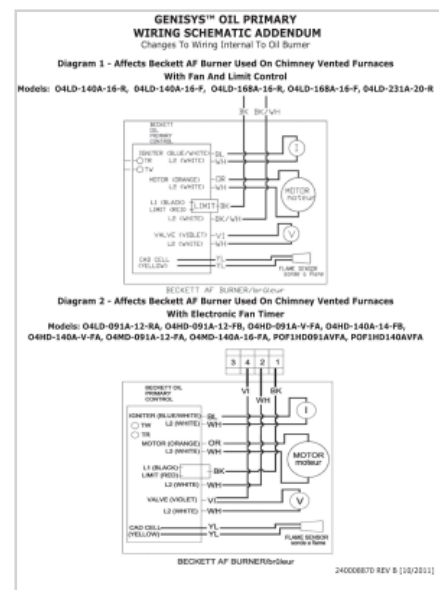 GENISYS™ OIL PRIMARY
WIRING SCHEMATIC ADDENDUM
Changes To Wiring Internal To Oil Burner
Diagram 1 - Affects Beckett AF Burner Used On Chimney Vented Furnaces
With Fan And Limit Control
Models: O4LD-140A-16-R, 04LD-140A-16-F, O4LD-168A-16-R, O4LD-168A-16-F, 04LD-231A-20-R
BK BK/WH
BECKETT
OIL
PRIMARY
CONTROL
IGNITER (BLUE/WHITE) BL
I
TR
L2 (WHITE) WH
TW
MOTOR (ORANGE) OR
L2 (WHITE) WH
MOTOR
moteur
L1 (BLACK)
LIMIT (RED)
LIMIT BK
L2 (WHITE) BK/WH
VALVE (VIOLET) VI
V
L2 (WHITE) WH
CAD CELL YL
(YELLOW) YL
FLAME SENSOR
sonde a flame
BECKETT AF BURNER/brûleur
Diagram 2 - Affects Beckett AF Burner Used On Chimney Vented Furnaces
With Electronic Fan Timer
Models: O4LD-091A-12-RA, O4HD-091A-12-FB, O4HD-091A-V-FA, O4HD-140A-14-FB,
O4HD-140A-V-FA, O4MD-091A-12-FA, O4MD-140A-16-FA, POF1HD091AVFA, POF1HD140AVFA
3 4 2 1
VI BK
WH
BECKETT OIL
PRIMARY
CONTROL
IGNITER (BLUE/WHITE) BL
I
L2 (WHITE) WH
TW
TR
MOTOR (ORANGE) OR
L2 (WHITE) WH
MOTOR
moteur
L1 (BLACK)
LIMIT (RED)
BK
L2 (WHITE) WH
VALVE (VIOLET) VI
V
L2 (WHITE) WH
CAD CELL YL
(YELLOW) YL
FLAME SENSOR
sonde a flame
BECKETT AF BURNER/brûleur
240008870 REV B [10/2011]